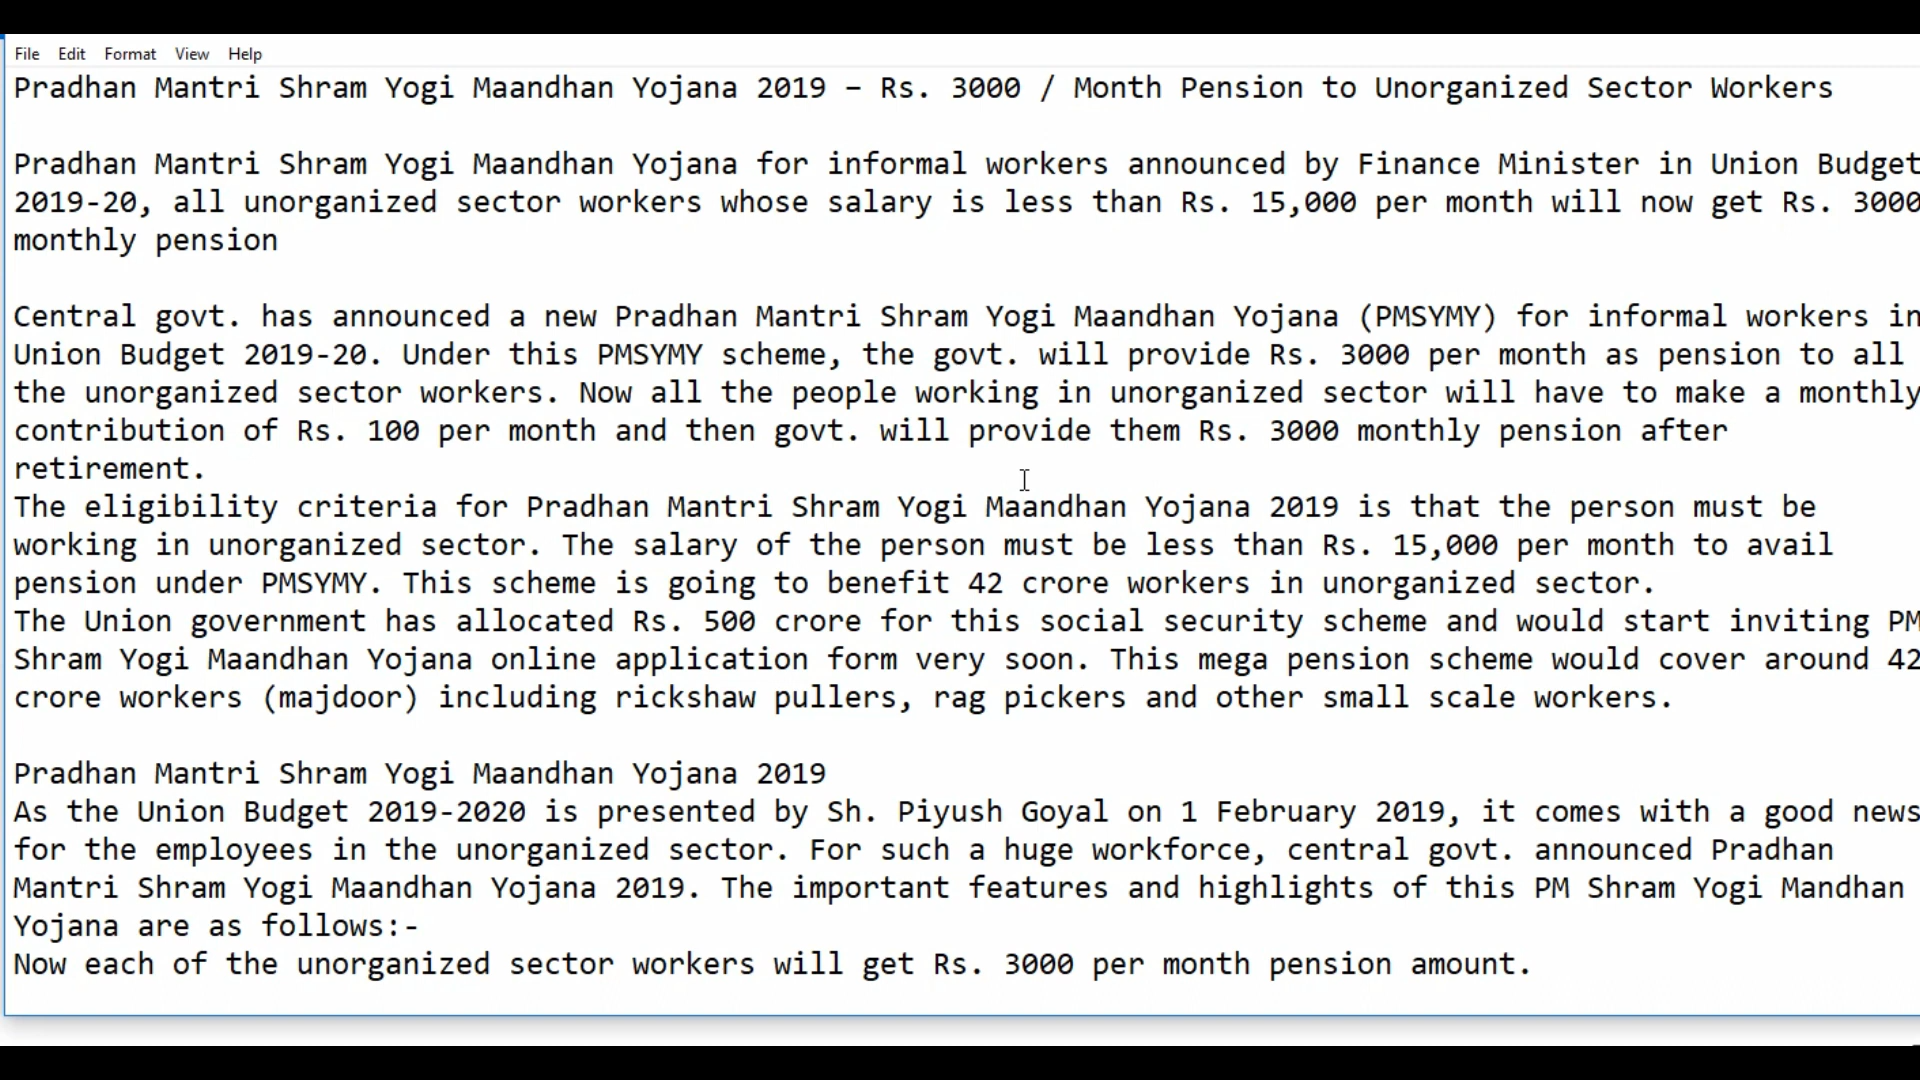 File Edit Format View Help
Pradhan Mantri Shram Yogi Maandhan Yojana 2019 – Rs. 3000 / Month Pension to Unorganized Sector Workers
Pradhan Mantri Shram Yogi Maandhan Yojana for informal workers announced by Finance Minister in Union Budget
2019-20, all unorganized sector workers whose salary is less than Rs. 15,000 per month will now get Rs. 3000
monthly pension
Central govt. has announced a new Pradhan Mantri Shram Yogi Maandhan Yojana (PMSYMY) for informal workers in
Union Budget 2019-20. Under this PMSYMY scheme, the govt. will provide Rs. 3000 per month as pension to all
the unorganized sector workers. Now all the people working in unorganized sector will have to make a monthly
contribution of Rs. 100 per month and then govt. will provide them Rs. 3000 monthly pension after
retirement.
The eligibility criteria for Pradhan Mantri Shram Yogi Maandhan Yojana 2019 is that the person must be
working in unorganized sector. The salary of the person must be less than Rs. 15,000 per month to avail
pension under PMSYMY. This scheme is going to benefit 42 crore workers in unorganized sector.
The Union government has allocated Rs. 500 crore for this social security scheme and would start inviting PM
Shram Yogi Maandhan Yojana online application form very soon. This mega pension scheme would cover around 42
crore workers (majdoor) including rickshaw pullers, rag pickers and other small scale workers.
Pradhan Mantri Shram Yogi Maandhan Yojana 2019
As the Union Budget 2019-2020 is presented by Sh. Piyush Goyal on 1 February 2019, it comes with a good news
for the employees in the unorganized sector. For such a huge workforce, central govt. announced Pradhan
Mantri Shram Yogi Maandhan Yojana 2019. The important features and highlights of this PM Shram Yogi Mandhan
Yojana are as follows:-
Now each of the unorganized sector workers will get Rs. 3000 per month pension amount.